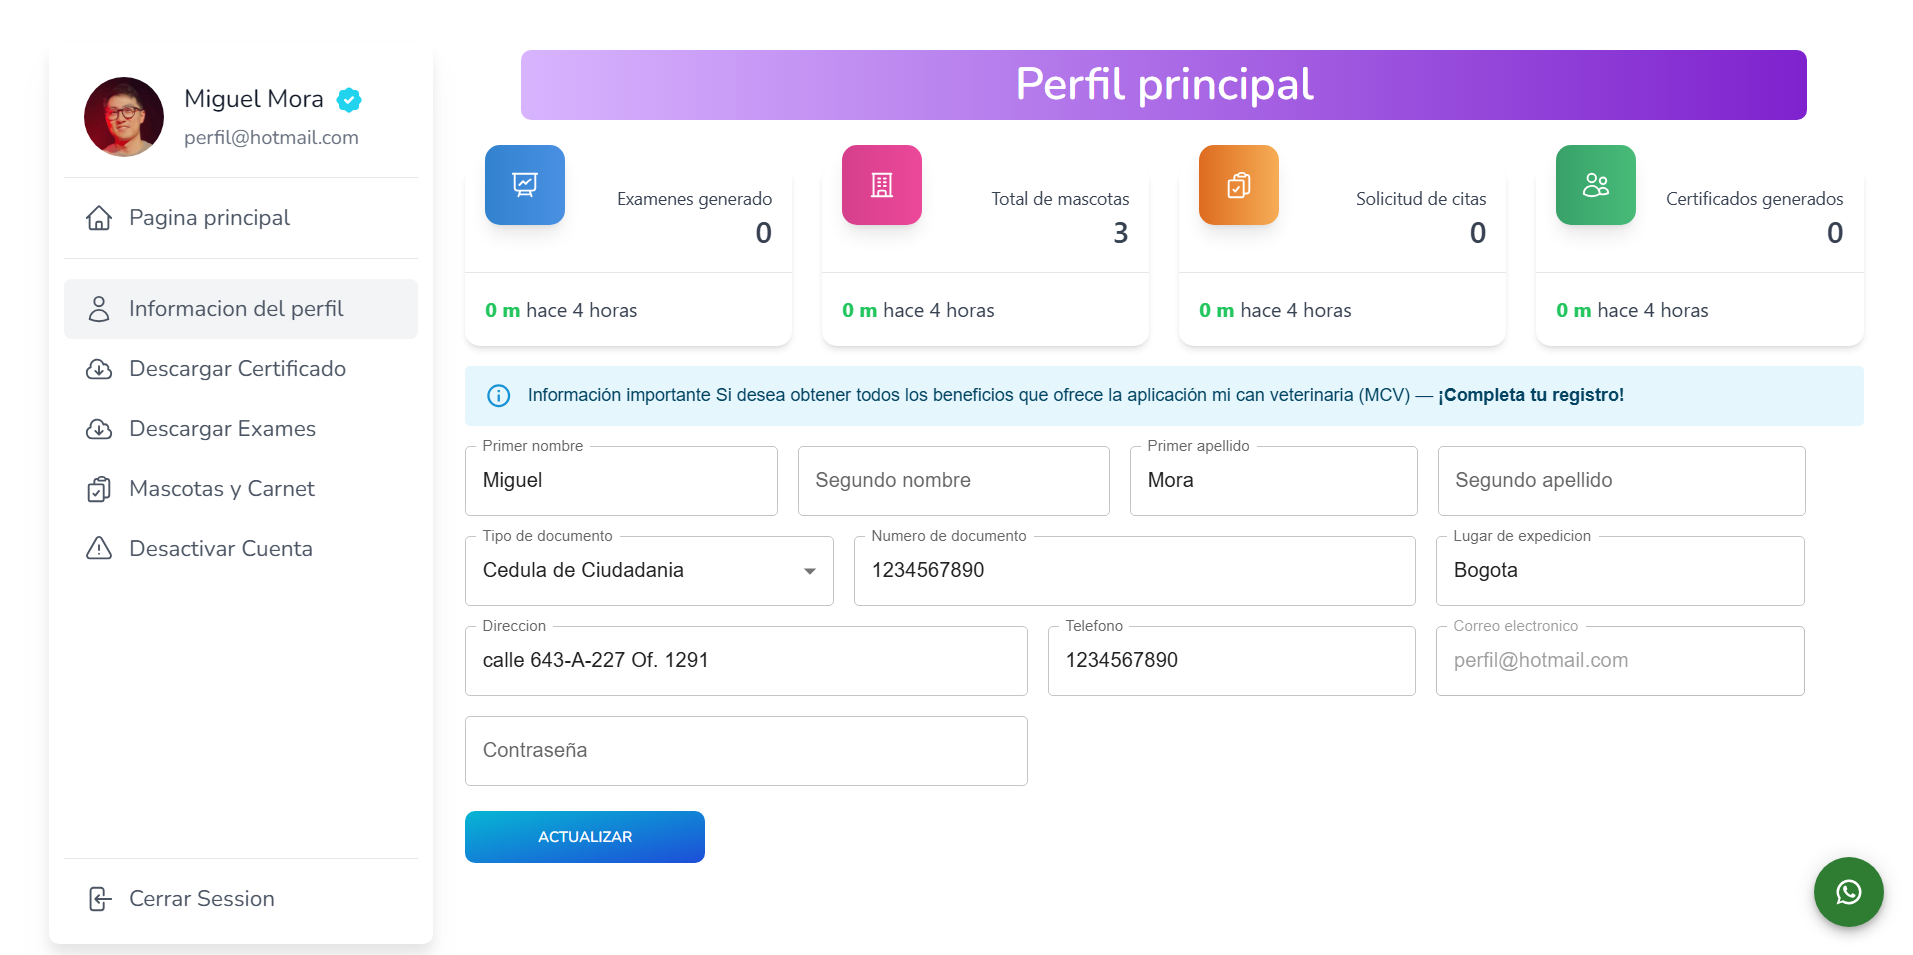 Miguel Mora
perfil@hotmail.com
Pagina principal
Informacion del perfil
Descargar Certificado
Descargar Exames
Mascotas y Carnet
Desactivar Cuenta
Cerrar Session
Perfil principal
Examenes generado
0
0 m hace 4 horas
Total de mascotas
3
0 m hace 4 horas
Solicitud de citas
0
0 m hace 4 horas
Certificados generados
0
0 m hace 4 horas
Información importante Si desea obtener todos los beneficios que ofrece la aplicación mi can veterinaria (MCV) — ¡Completa tu registro!
Primer nombre
Miguel
Segundo nombre
Primer apellido
Mora
Segundo apellido
Tipo de documento
Cedula de Ciudadania
Numero de documento
1234567890
Lugar de expedicion
Bogota
Direccion
calle 643-A-227 Of. 1291
Telefono
1234567890
Correo electronico
perfil@hotmail.com
Contraseña
ACTUALIZAR